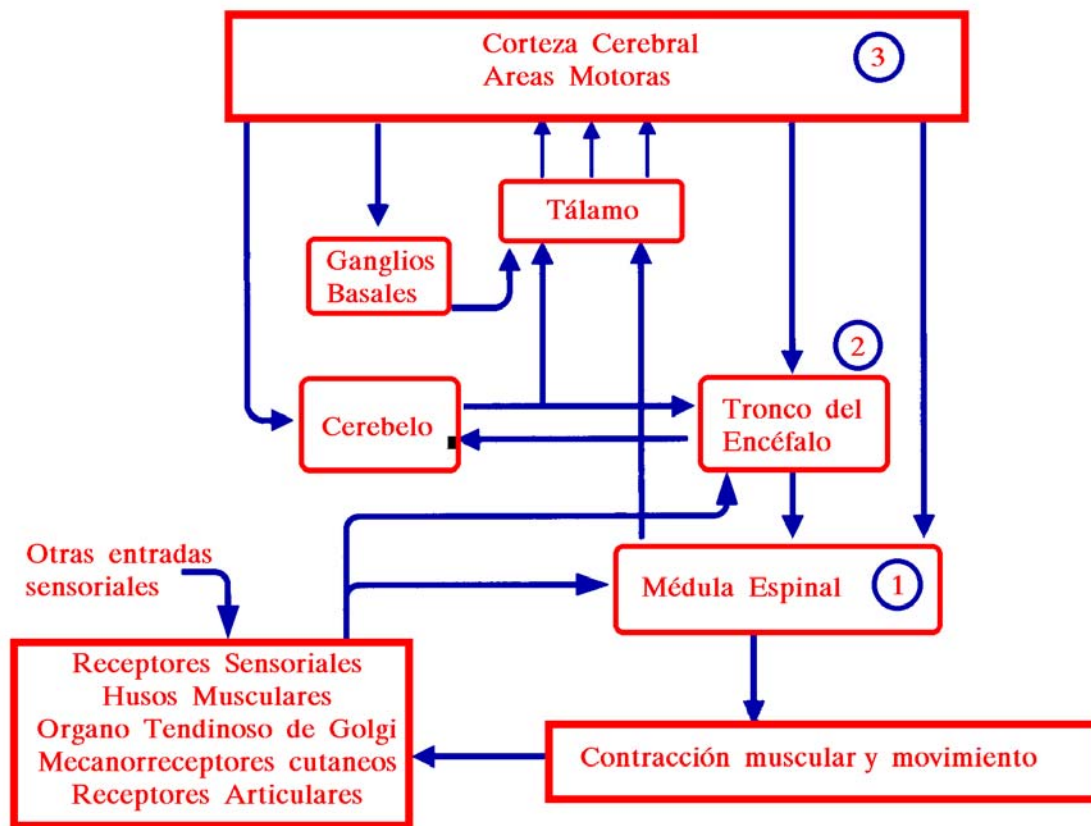 Corteza Cerebral
Areas Motoras
3
Tálamo
Ganglios
Basales
2
Cerebelo
Tronco del
Encéfalo
Otras entradas
sensoriales
Médula Espinal
1
Receptores Sensoriales
Husos Musculares
Organo Tendinoso de Golgi
Mecanorreceptores cutaneos
Receptores Articulares
Contracción muscular y movimiento